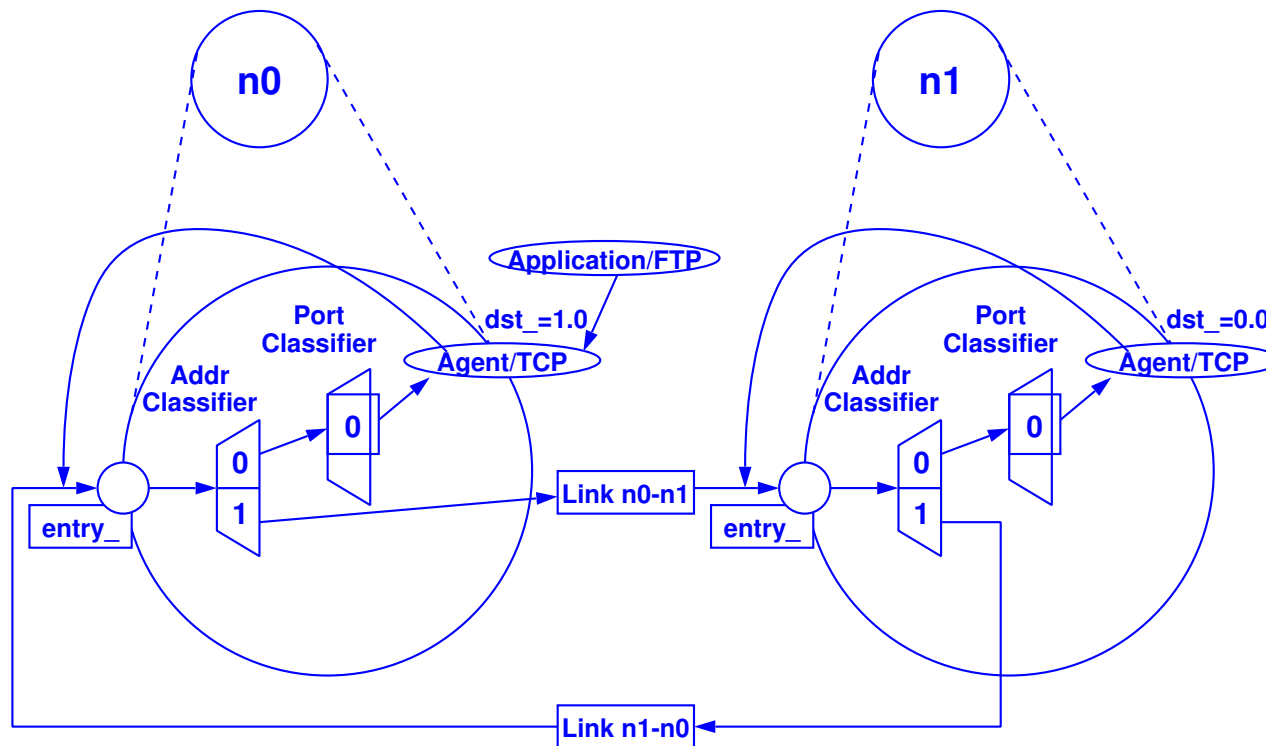 n0
n1
Application/FTP
Port
Classifier
dst_=1.0
Agent/TCP
Addr
Classifier
0
0
1
entry_
Link n0-n1
Port
Classifier
dst_=0.0
Agent/TCP
Addr
Classifier
0
0
1
entry_
Link n1-n0